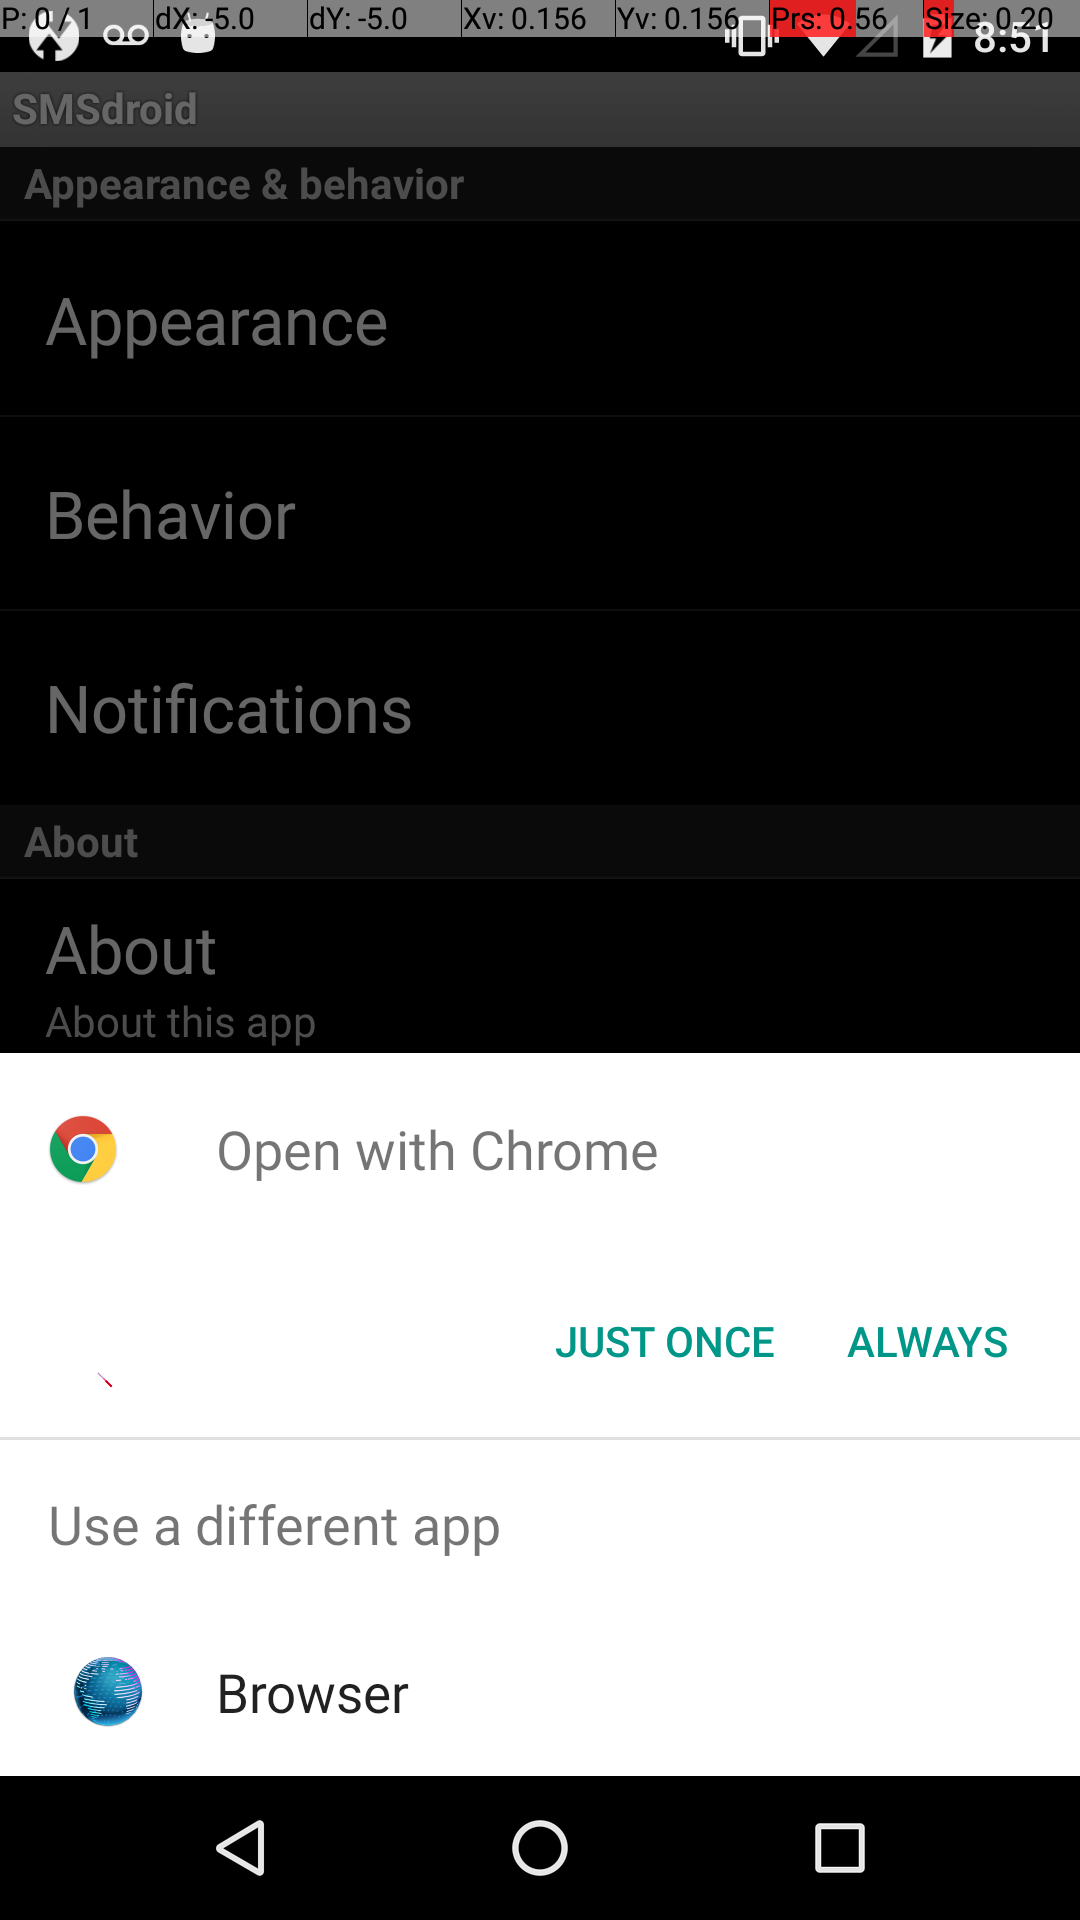 P: 0 / 1 dX: -5.0 dY: -5.0 Xv: 0.156 Yv: 0.156 Prs: 0.56 Size: 0.20
8:51
SMSdroid
Appearance & behavior
Appearance
Behavior
Notifications
About
About
About this app
Open with Chrome
JUST ONCE ALWAYS
Use a different app
Browser